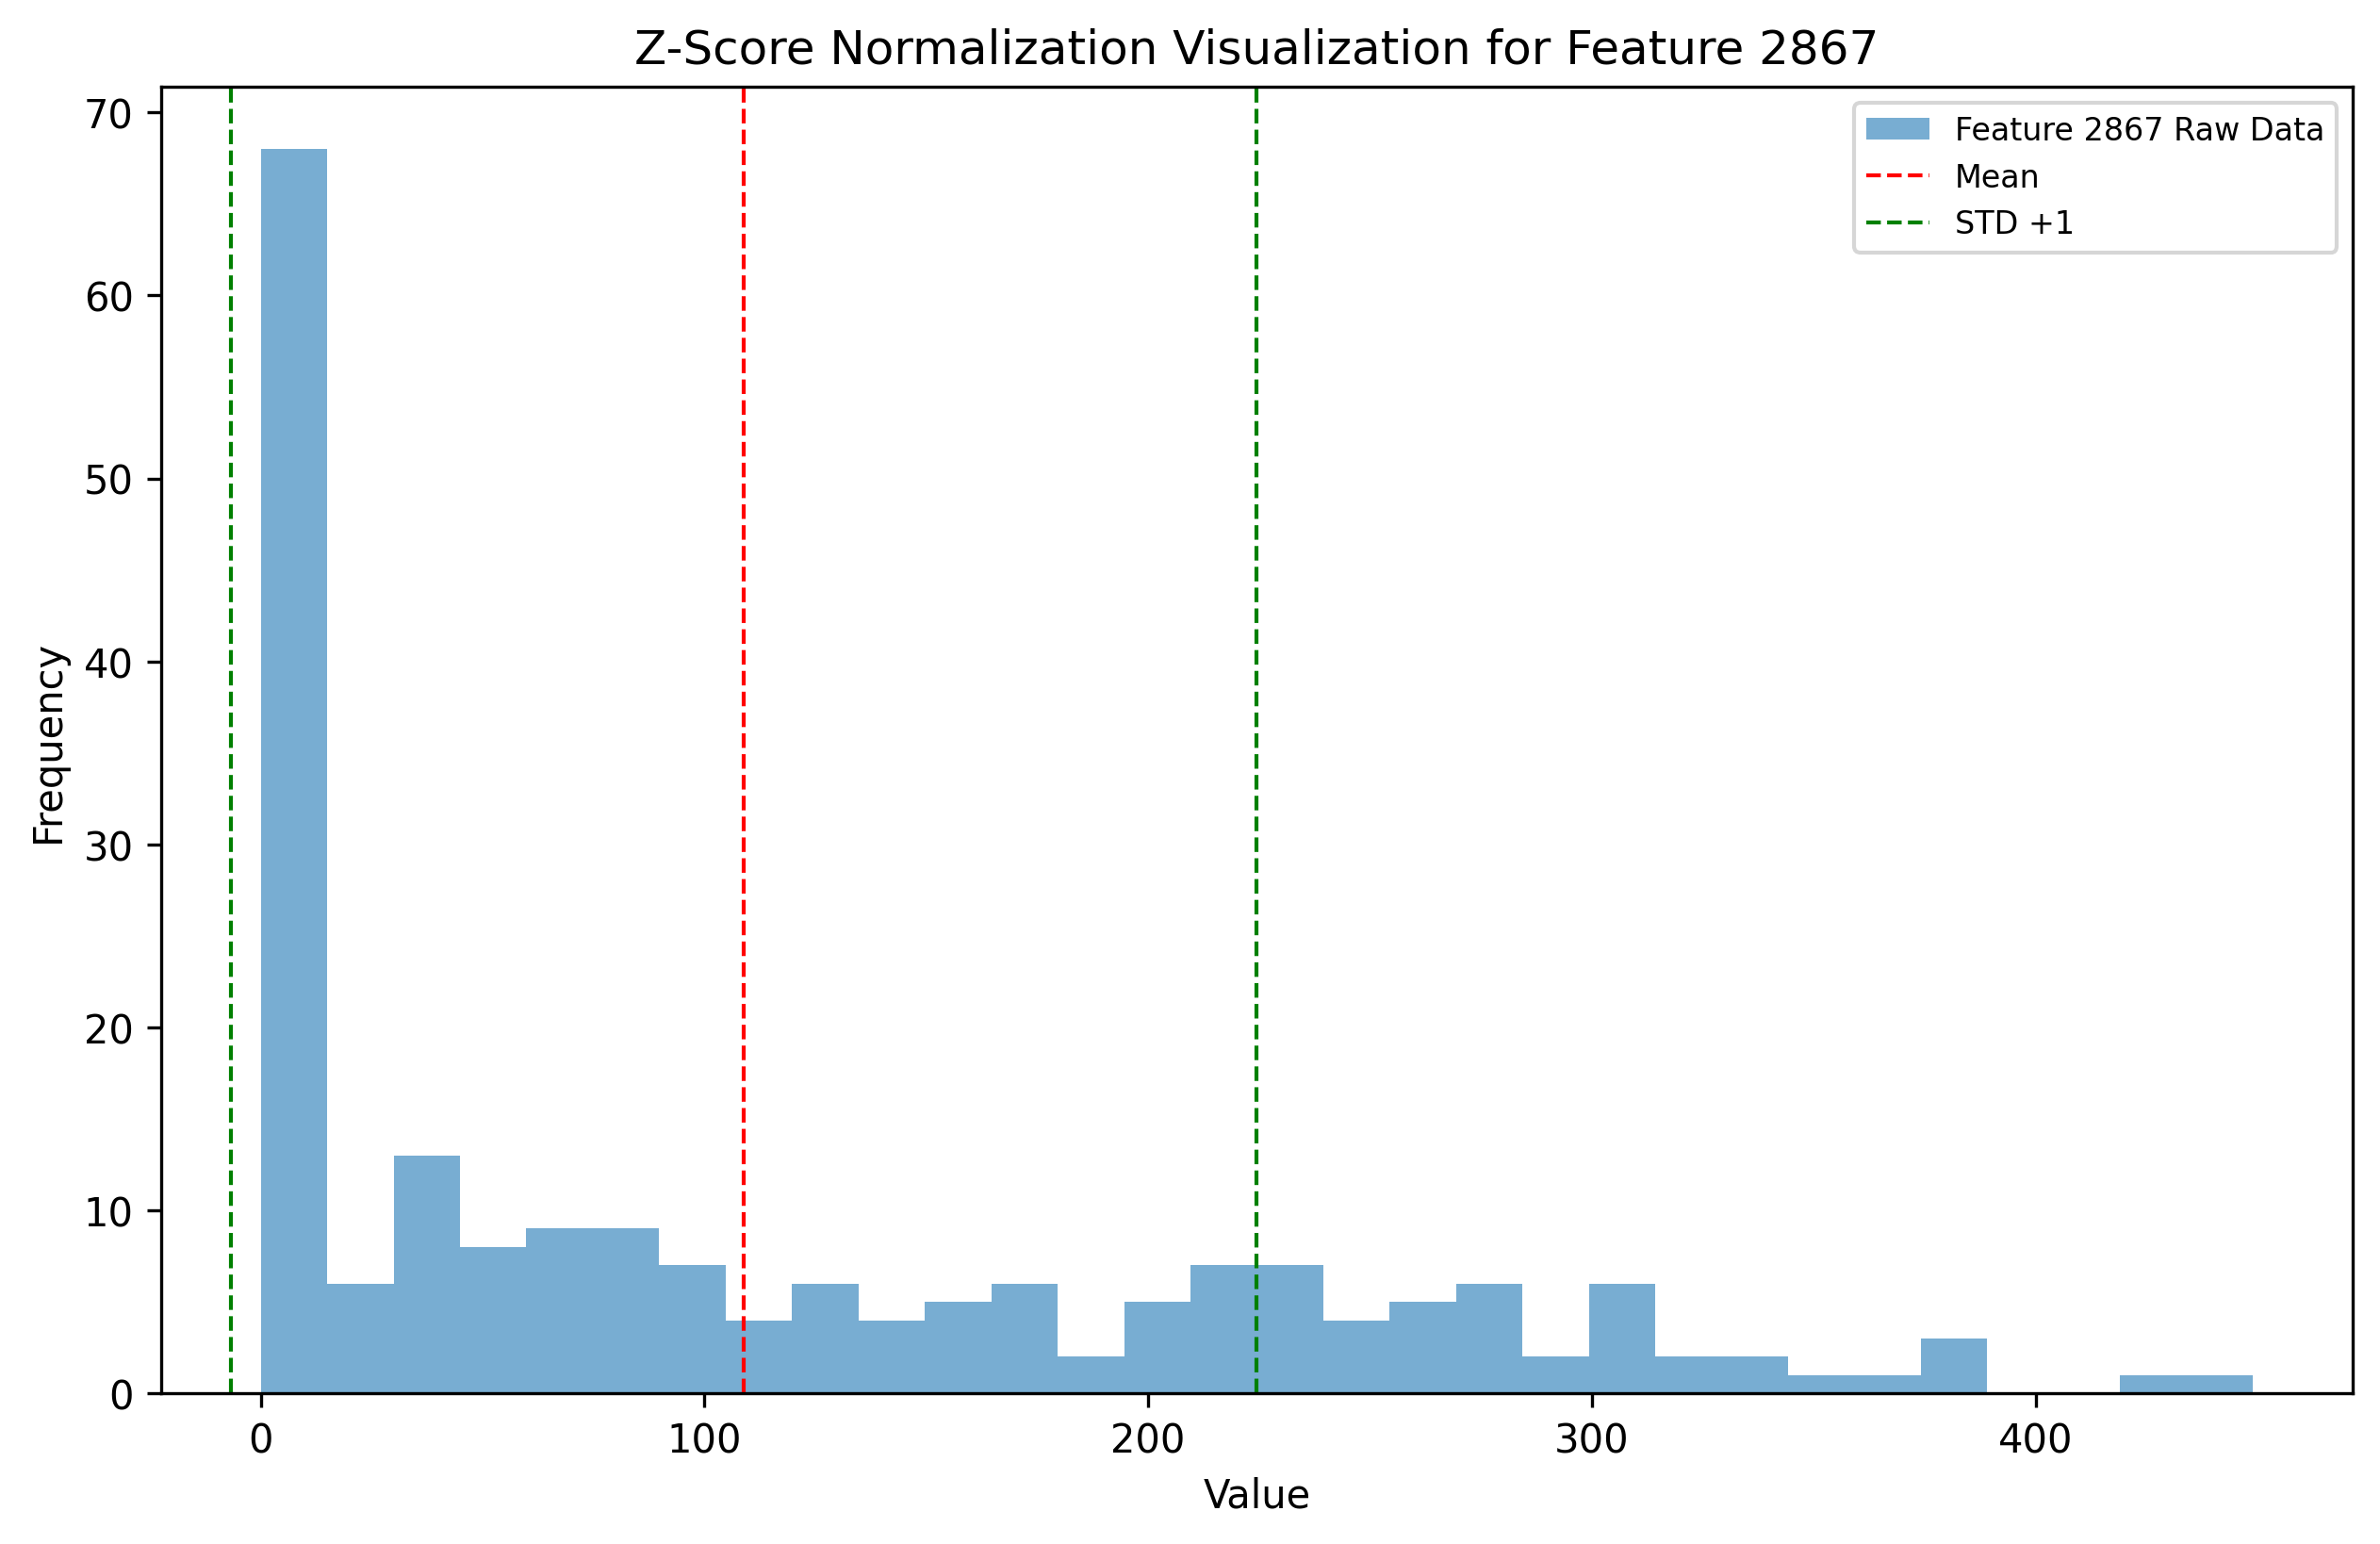 Z-Score Normalization Visualization for Feature 2867
Feature 2867 Raw Data
Mean
STD +1
70
60
50
40
30
20
10
0
Frequency
0 100 200 300 400
Value